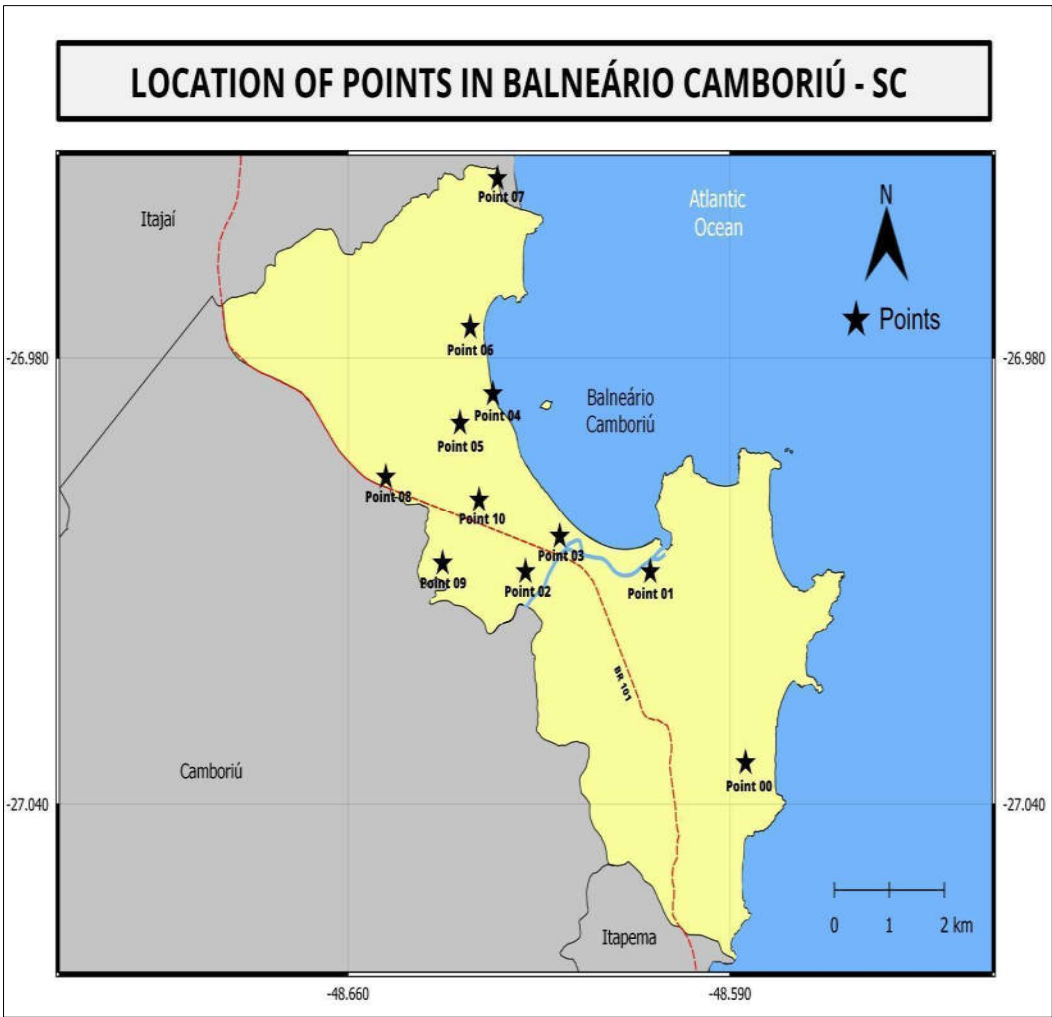 LOCATION OF POINTS IN BALNEÁRIO CAMBORIÚ - SC
Point 07
Atlantic
Ocean
N
Itajaí
Points
Point 06
-26.980
-26.980
Balneário
Camboriú
Point 04
Point 05
Point 08
Point 10
Point 03
Point 09
Point 02
Point 01
BR 101
Camboriú
Point 00
-27.040
-27.040
Itapema
0 1 2 km
-48.660
-48.590